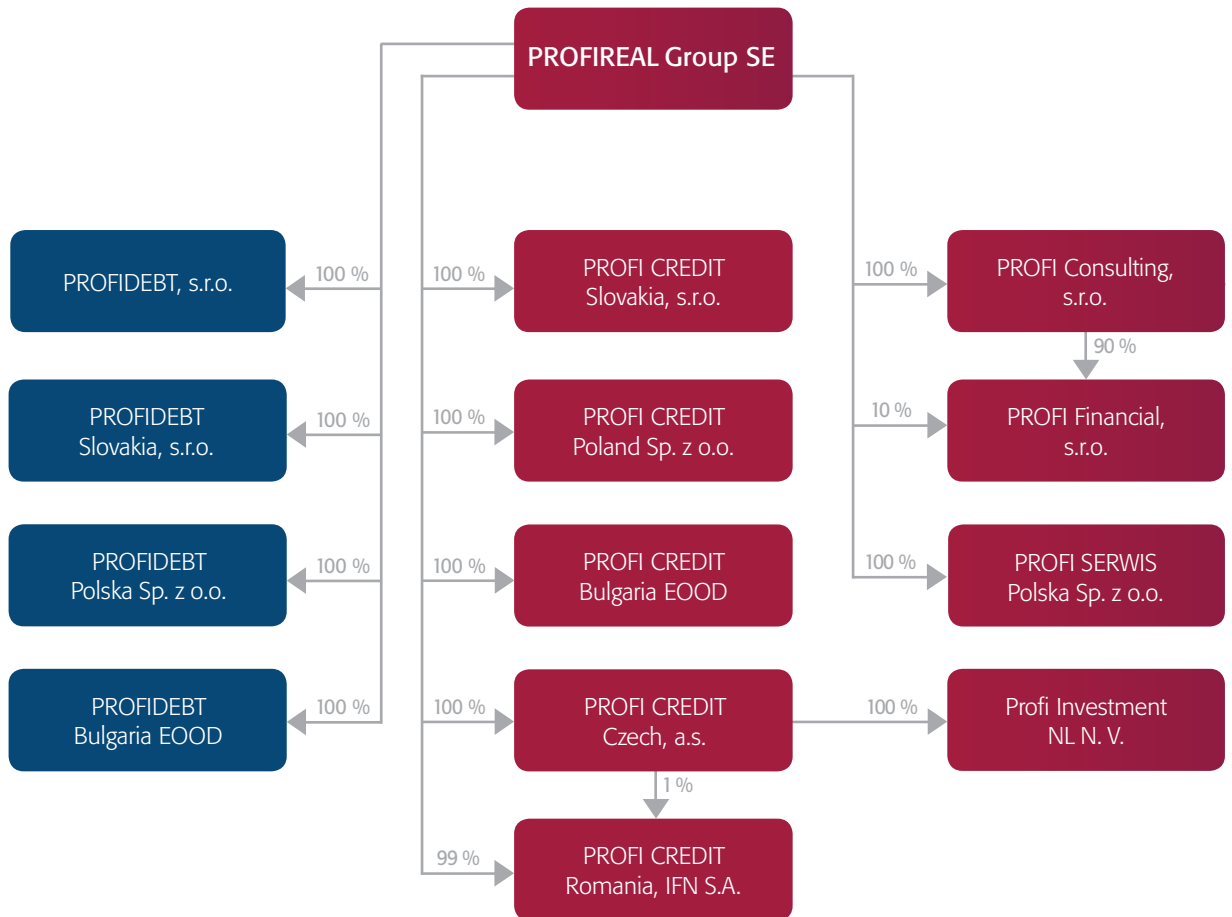 PROFIREAL Group SE
PROFIDEBT, s.r.o.
100 %
100 %
PROFI CREDIT
Slovakia, s.r.o.
100 %
PROFI Consulting,
s.r.o.
90 %
PROFIDEBT
Slovakia, s.r.o.
100 %
100 %
PROFI CREDIT
Poland Sp. z o.o.
10 %
PROFI Financial,
s.r.o.
PROFIDEBT
Polska Sp. z o.o.
100 %
100 %
PROFI CREDIT
Bulgaria EOOD
100 %
PROFI SERWIS
Polska Sp. z o.o.
PROFIDEBT
Bulgaria EOOD
100 %
100 %
PROFI CREDIT
Czech, a.s.
100 %
Profi Investment
NL N. V.
1 %
99 %
PROFI CREDIT
Romania, IFN S.A.